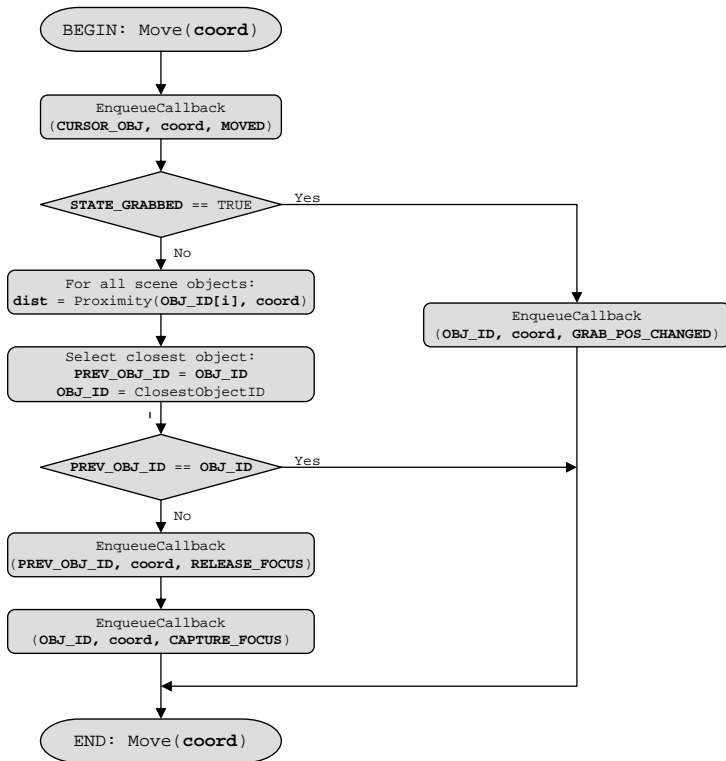 BEGIN: Move(coord)
EnqueueCallback
(CURSOR_OBJ, coord, MOVED)
STATE_GRABBED == TRUE
Yes
No
For all scene objects:
dist = Proximity(OBJ_ID[i], coord)
EnqueueCallback
(OBJ_ID, coord, GRAB_POS_CHANGED)
Select closest object:
PREV_OBJ_ID = OBJ_ID
OBJ_ID = ClosestObjectID
PREV_OBJ_ID == OBJ_ID
Yes
No
EnqueueCallback
(PREV_OBJ_ID, coord, RELEASE_FOCUS)
EnqueueCallback
(OBJ_ID, coord, CAPTURE_FOCUS)
END: Move(coord)